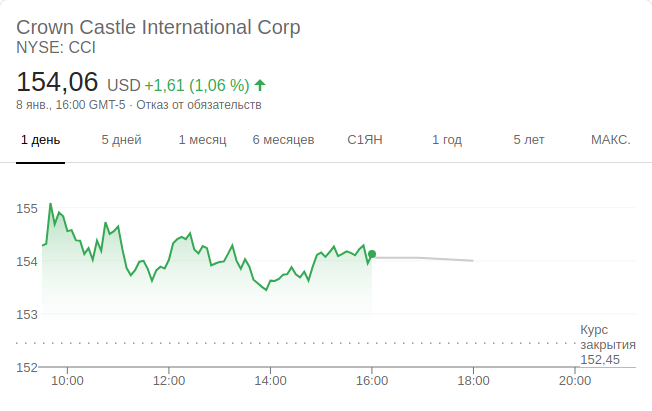 Crown Castle International Corp
NYSE: CCI
154,06 USD +1,61 (1,06 %)
8 янв., 16:00 GMT-5 · Отказ от обязательств
1 день 5 дней 1 месяц 6 месяцев С1ЯН 1 год 5 лет МАКС.
155
154
153
Курс
закрытия
152,45
152
10:00 12:00 14:00 16:00 18:00 20:00